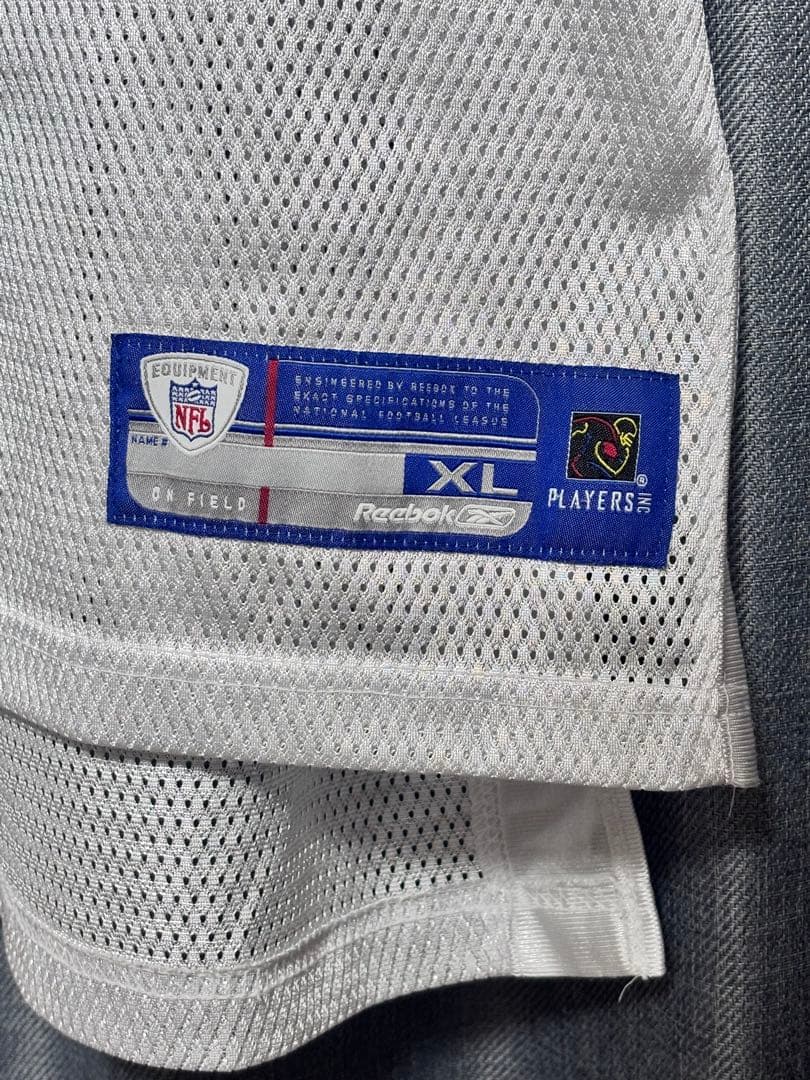 EQUIPMENT
NFL
ENGINEERED BY REEBOK TO THE
EXACT SPECIFICATIONS OF THE
NATIONAL FOOTBALL LEAGUE
NAME #
XL
ON FIELD
Reebok
PLAYERS INC®